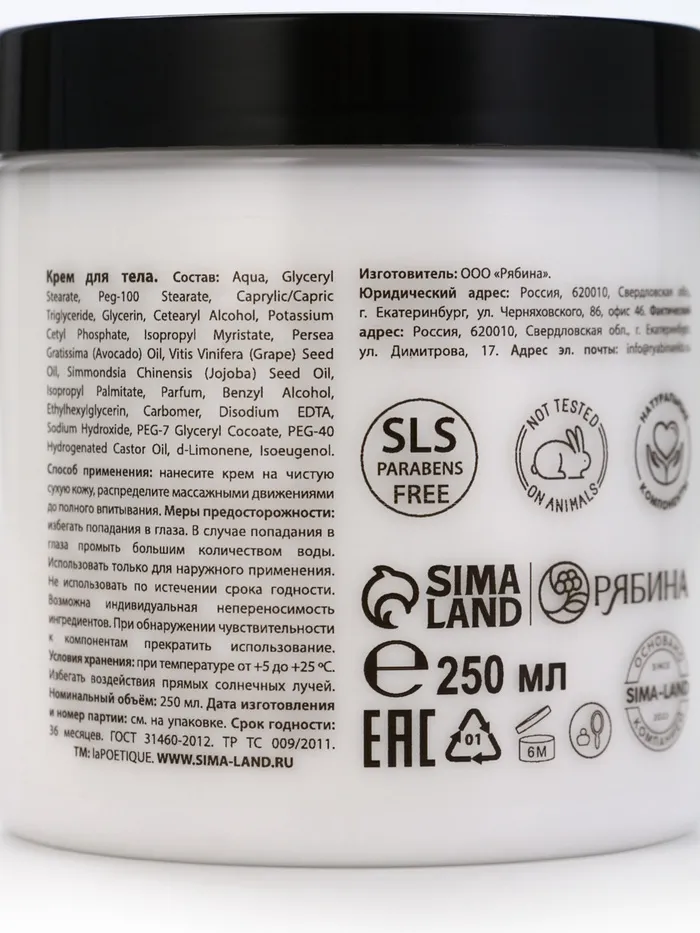 Крем для тела. Состав: Aqua, Glyceryl
Stearate, Peg-100 Stearate, Caprylic/Capric
Triglyceride, Glycerin, Cetearyl Alcohol, Potassium
Cetyl Phosphate, Isopropyl Myristate, Persea
Gratissima (Avocado) Oil, Vitis Vinifera (Grape) Seed
Oil, Simmondsia Chinensis (Jojoba) Seed Oil,
Isopropyl Palmitate, Parfum, Benzyl Alcohol,
Ethylhexylglycerin, Carbomer, Disodium EDTA,
Sodium Hydroxide, PEG-7 Glyceryl Cocoate, PEG-40
Hydrogenated Castor Oil, d-Limonene, Isoeugenol.
Способ применения: нанесите крем на чистую
сухую кожу, распределите массажными движениями
до полного впитывания. Меры предосторожности:
избегать попадания в глаза. В случае попадания в
глаза промыть большим количеством воды.
Использовать только для наружного применения.
Не использовать по истечении срока годности.
Возможна индивидуальная непереносимость
ингредиентов. При обнаружении чувствительности
к компонентам прекратить использование.
Условия хранения: при температуре от +5 до +25 °C.
Избегать воздействия прямых солнечных лучей.
Номинальный объём: 250 мл. Дата изготовления
и номер партии: см. на упаковке. Срок годности:
36 месяцев. ГОСТ 31460-2012. ТР ТС 009/2011.
ТМ: laPOETIQUE. WWW.SIMA-LAND.RU
Изготовитель: ООО «Рябина».
Юридический адрес: Россия, 620010, Свердловская обл.,
г. Екатеринбург, ул. Черняховского, 86, офис 46. Фактический
адрес: Россия, 620010, Свердловская обл., г. Екатеринбург,
ул. Димитрова, 17. Адрес эл. почты:
SLS
PARABENS
FREE
NOT TESTED
ON ANIMALS
НАТУРАЛЬНЫЕ
КОМПОНЕНТЫ
SIMA
LAND
РЯБИНА
℮ 250 мл
EAC
01
6M
ОСНОВАНО
SINCE
SIMA-LAND
КОМПАНИЕЙ